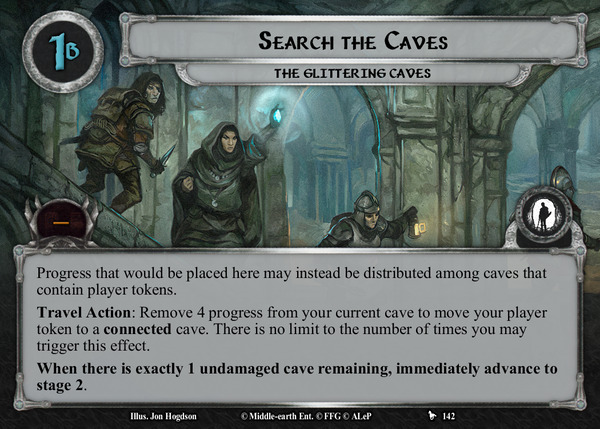 1B
SEARCH THE CAVES
THE GLITTERING CAVES
–
Progress that would be placed here may instead be distributed among caves that
contain player tokens.
Travel Action: Remove 4 progress from your current cave to move your player
token to a connected cave. There is no limit to the number of times you may
trigger this effect.
When there is exactly 1 undamaged cave remaining, immediately advance to
stage 2.
Illus. Jon Hogdson © Middle-earth Ent. © FFG © ALeP 142